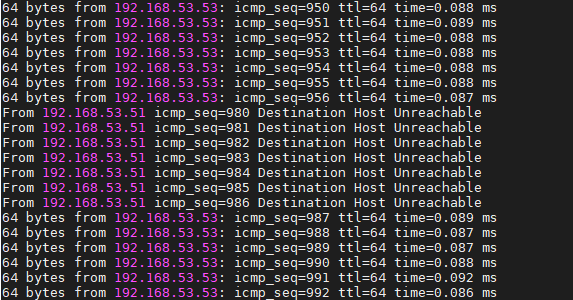 64 bytes from 192.168.53.53: icmp_seq=950 ttl=64 time=0.088 ms
64 bytes from 192.168.53.53: icmp_seq=951 ttl=64 time=0.089 ms
64 bytes from 192.168.53.53: icmp_seq=952 ttl=64 time=0.088 ms
64 bytes from 192.168.53.53: icmp_seq=953 ttl=64 time=0.088 ms
64 bytes from 192.168.53.53: icmp_seq=954 ttl=64 time=0.088 ms
64 bytes from 192.168.53.53: icmp_seq=955 ttl=64 time=0.088 ms
64 bytes from 192.168.53.53: icmp_seq=956 ttl=64 time=0.087 ms
From 192.168.53.51 icmp_seq=980 Destination Host Unreachable
From 192.168.53.51 icmp_seq=981 Destination Host Unreachable
From 192.168.53.51 icmp_seq=982 Destination Host Unreachable
From 192.168.53.51 icmp_seq=983 Destination Host Unreachable
From 192.168.53.51 icmp_seq=984 Destination Host Unreachable
From 192.168.53.51 icmp_seq=985 Destination Host Unreachable
From 192.168.53.51 icmp_seq=986 Destination Host Unreachable
64 bytes from 192.168.53.53: icmp_seq=987 ttl=64 time=0.089 ms
64 bytes from 192.168.53.53: icmp_seq=988 ttl=64 time=0.087 ms
64 bytes from 192.168.53.53: icmp_seq=989 ttl=64 time=0.087 ms
64 bytes from 192.168.53.53: icmp_seq=990 ttl=64 time=0.088 ms
64 bytes from 192.168.53.53: icmp_seq=991 ttl=64 time=0.092 ms
64 bytes from 192.168.53.53: icmp_seq=992 ttl=64 time=0.086 ms